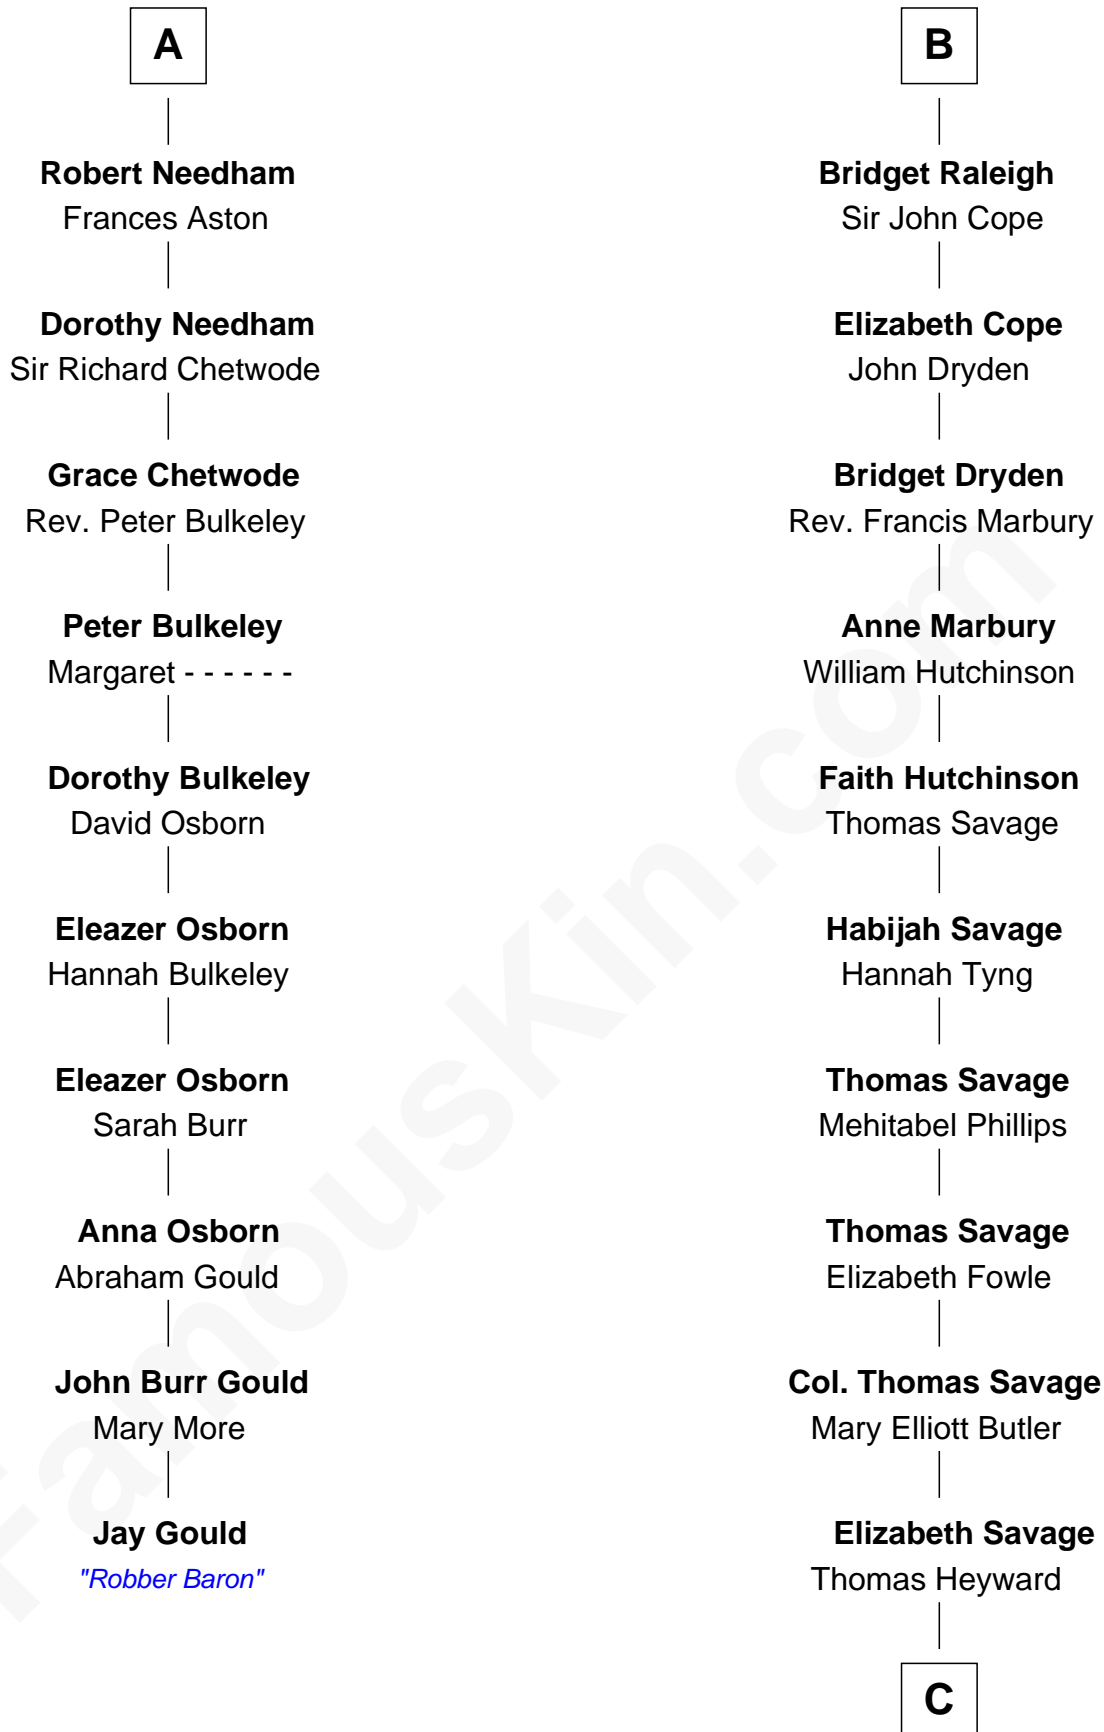 A
Robert Needham
Frances Aston
Dorothy Needham
Sir Richard Chetwode
Grace Chetwode
Rev. Peter Bulkeley
Peter Bulkeley
Margaret - - - - - -
Dorothy Bulkeley
David Osborn
Eleazer Osborn
Hannah Bulkeley
Eleazer Osborn
Sarah Burr
Anna Osborn
Abraham Gould
John Burr Gould
Mary More
Jay Gould
"Robber Baron"
B
Bridget Raleigh
Sir John Cope
Elizabeth Cope
John Dryden
Bridget Dryden
Rev. Francis Marbury
Anne Marbury
William Hutchinson
Faith Hutchinson
Thomas Savage
Habijah Savage
Hannah Tyng
Thomas Savage
Mehitabel Phillips
Thomas Savage
Elizabeth Fowle
Col. Thomas Savage
Mary Elliott Butler
Elizabeth Savage
Thomas Heyward
C
FamousKin.com